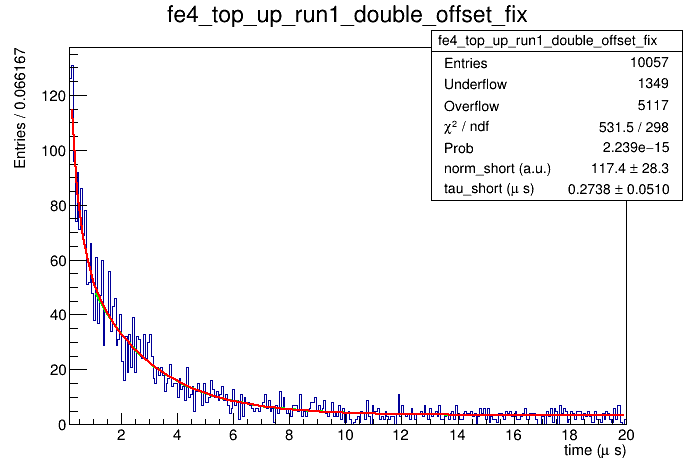 fe4_top_up_run1_double_offset_fix
fe4_top_up_run1_double_offset_fix
Entries 10057
Underflow 1349
Overflow 5117
χ² / ndf 531.5 / 298
Prob 2.239e−15
norm_short (a.u.) 117.4 ± 28.3
tau_short (μ s) 0.2738 ± 0.0510
Entries / 0.066167
120
100
80
60
40
20
0
2 4 6 8 10 12 14 16 18 20
time (μ s)